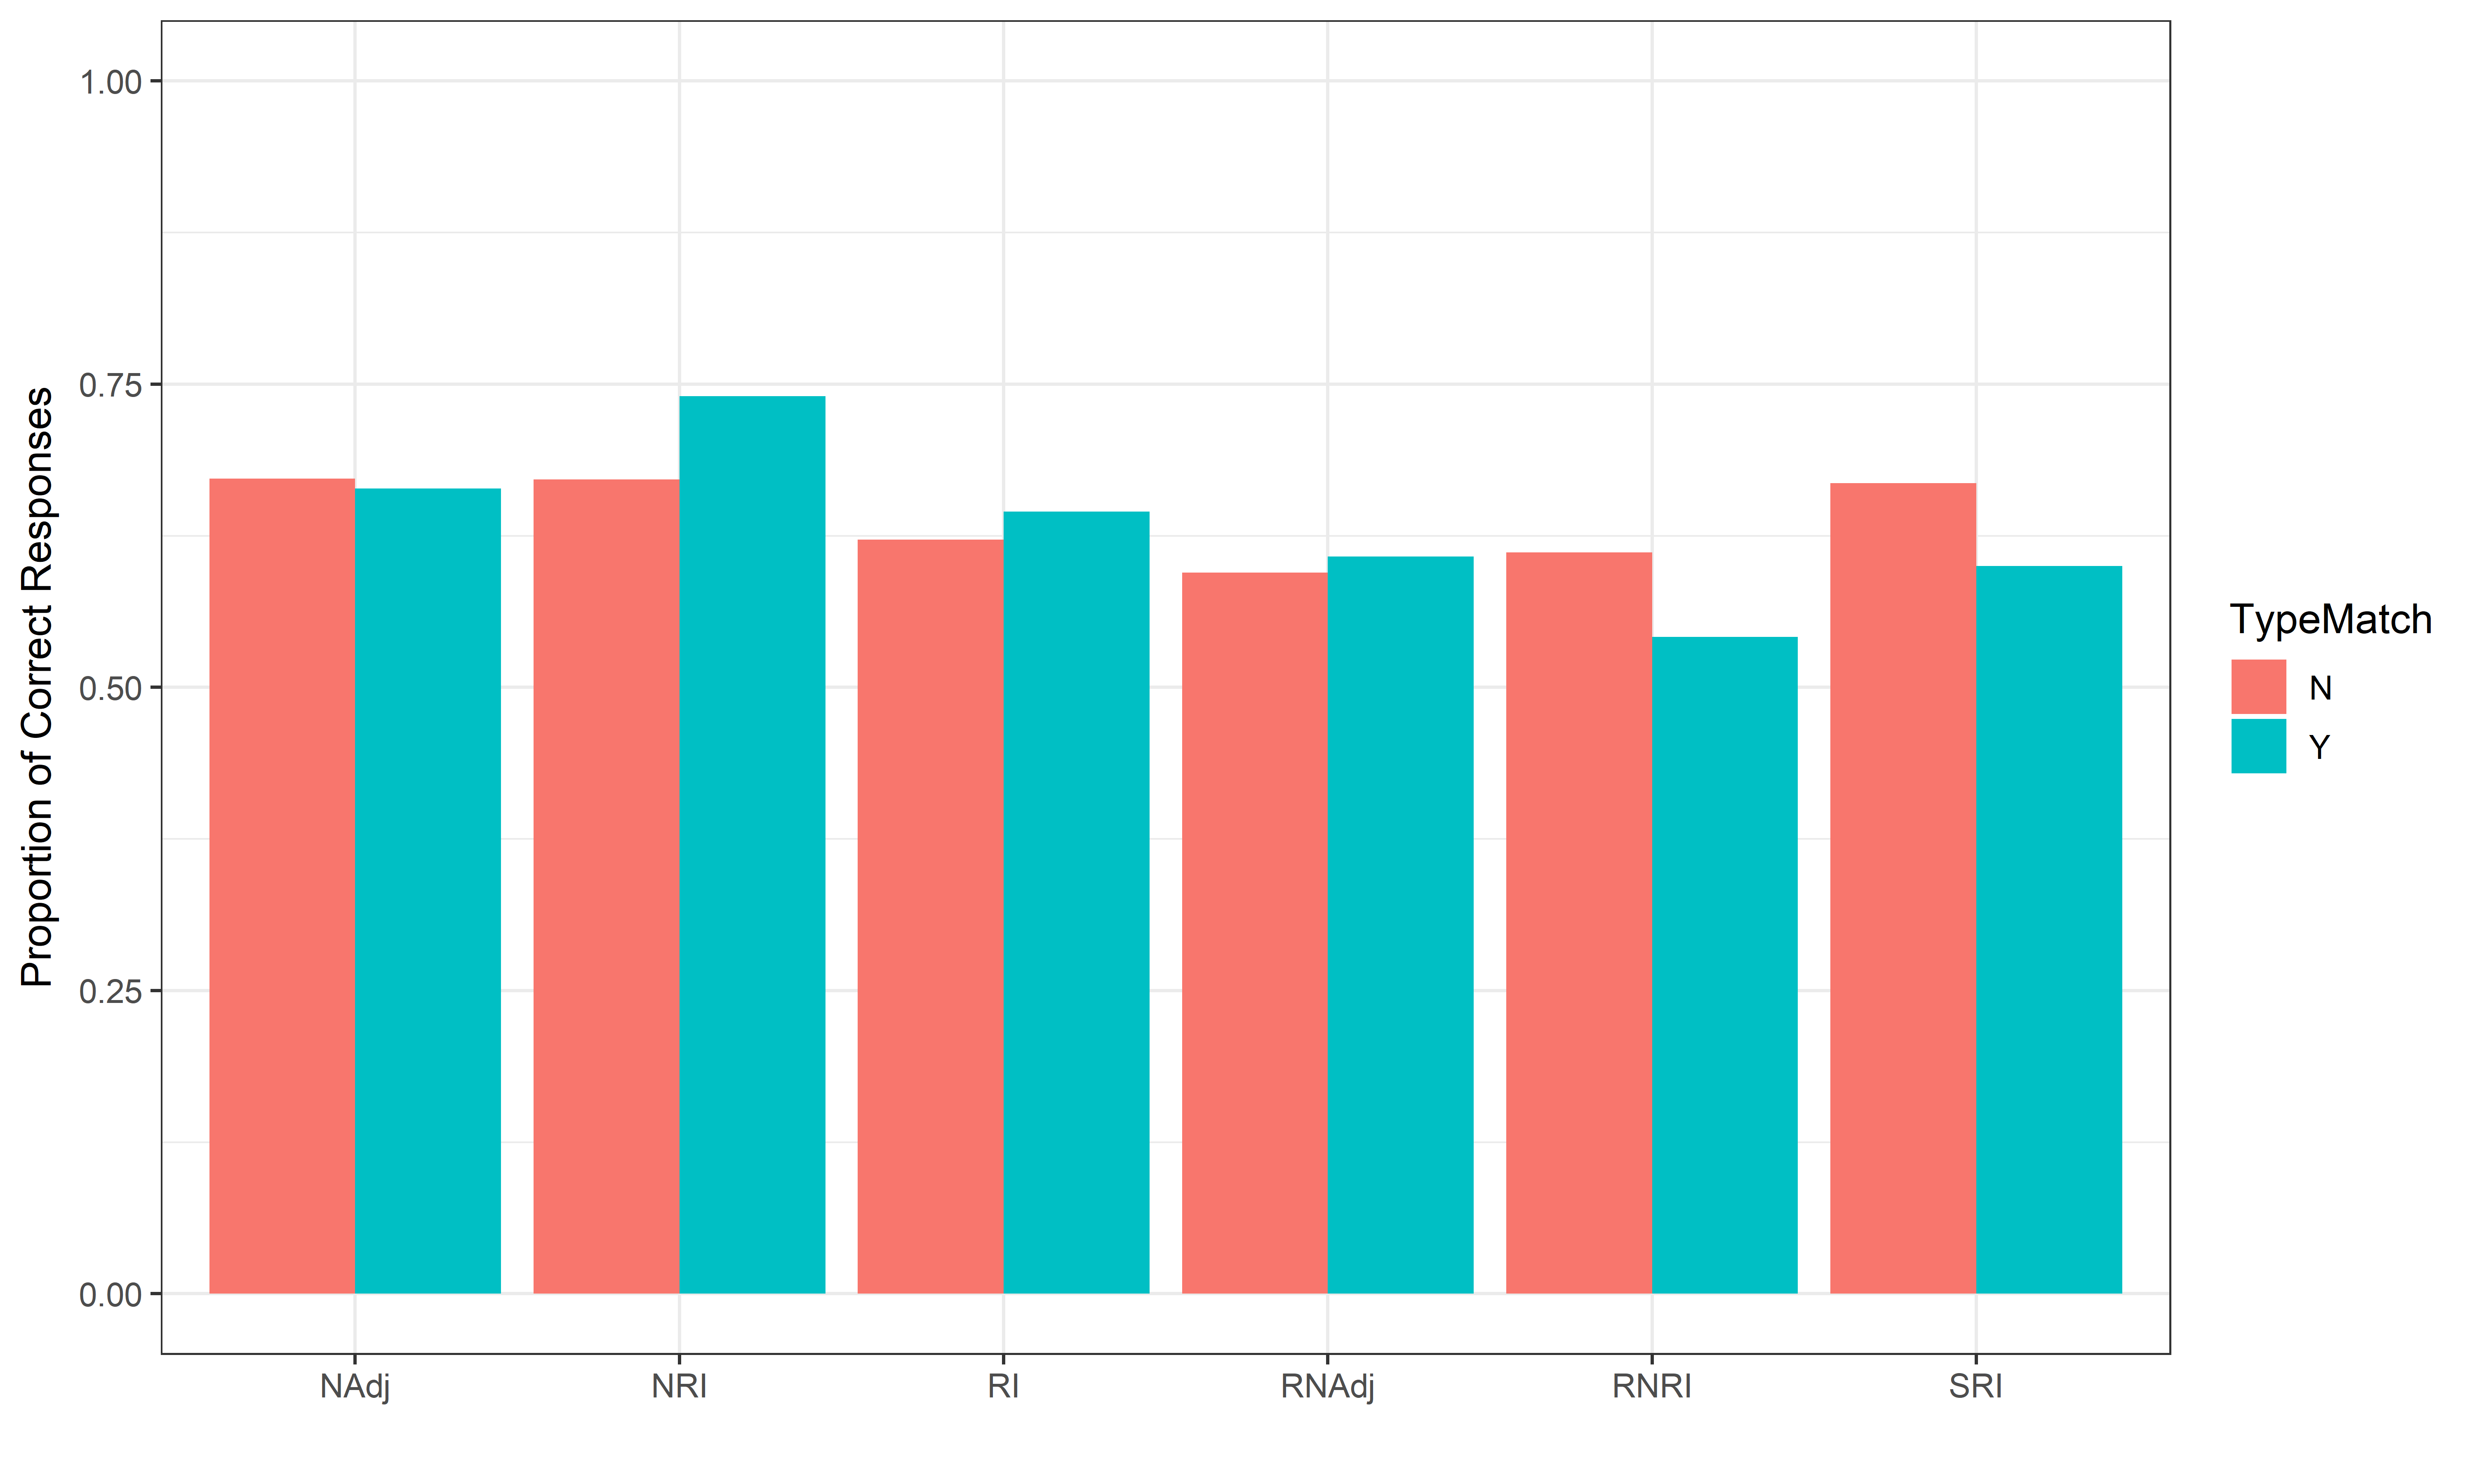 Proportion of Correct Responses
1.00
0.75
0.50
0.25
0.00
NAdj
NRI
RI
RNAdj
RNRI
SRI
TypeMatch
N
Y